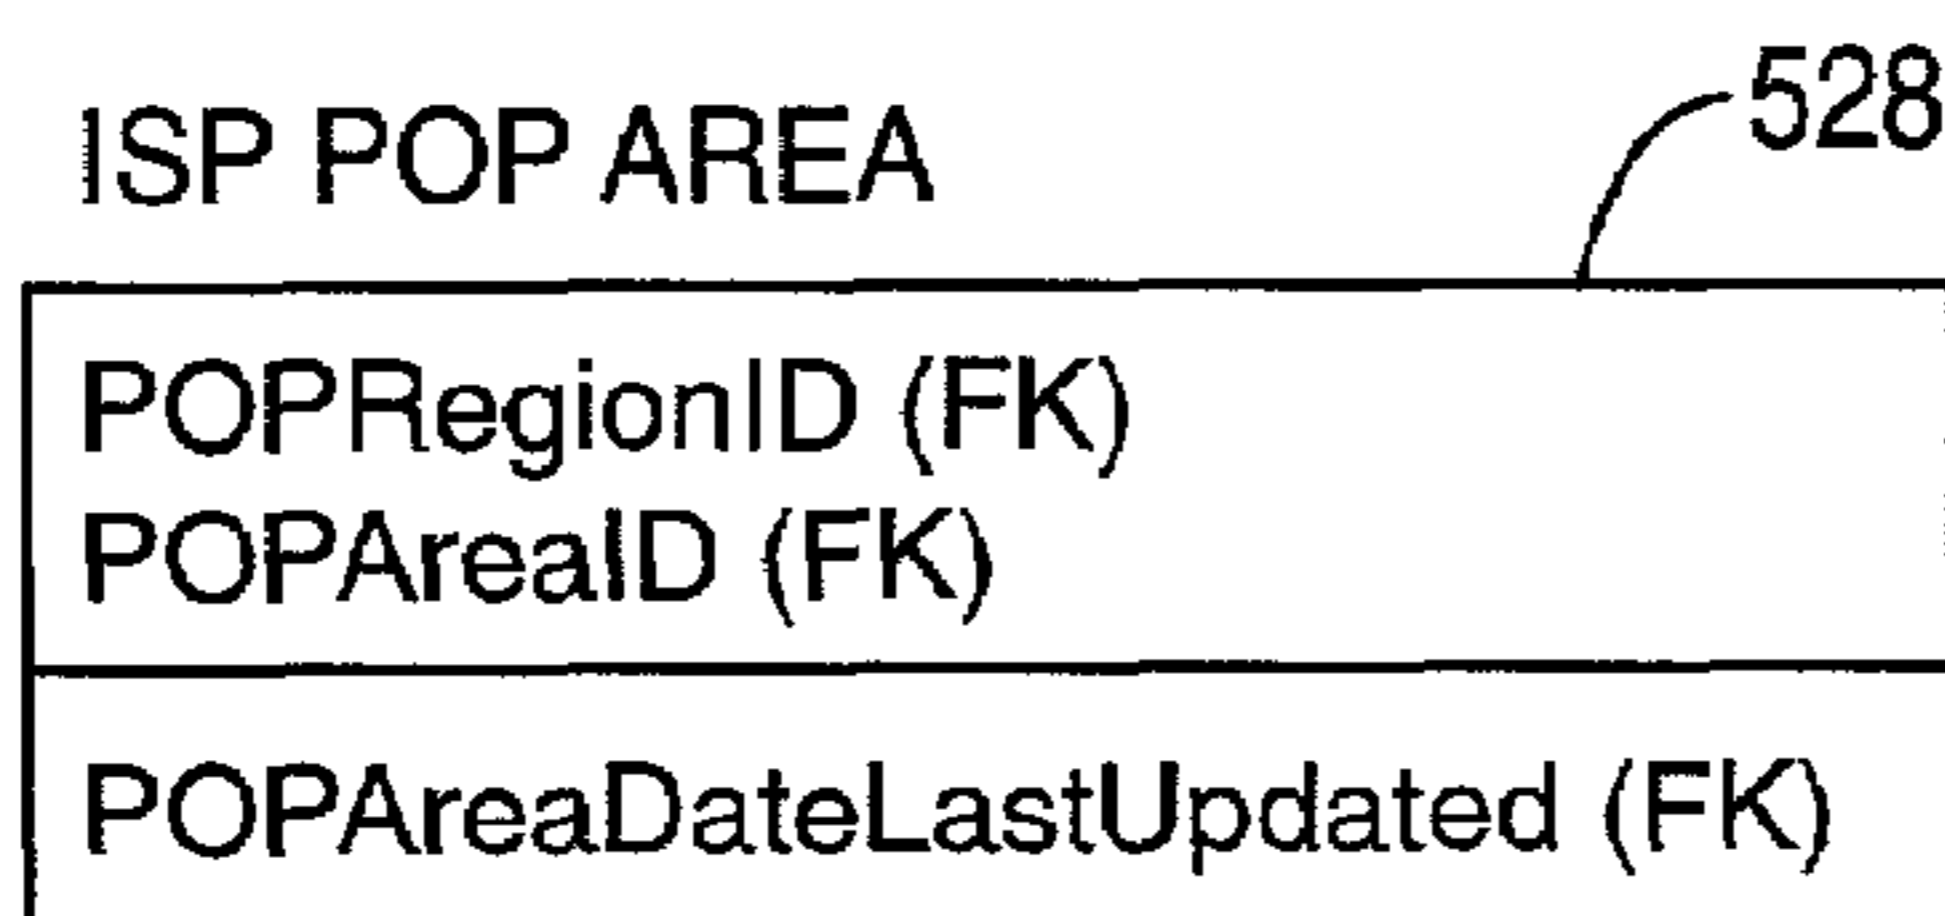 528
ISP POP AREA
POPRegionID (FK)
POPAreaID (FK)
POPAreaDateLastUpdated (FK)